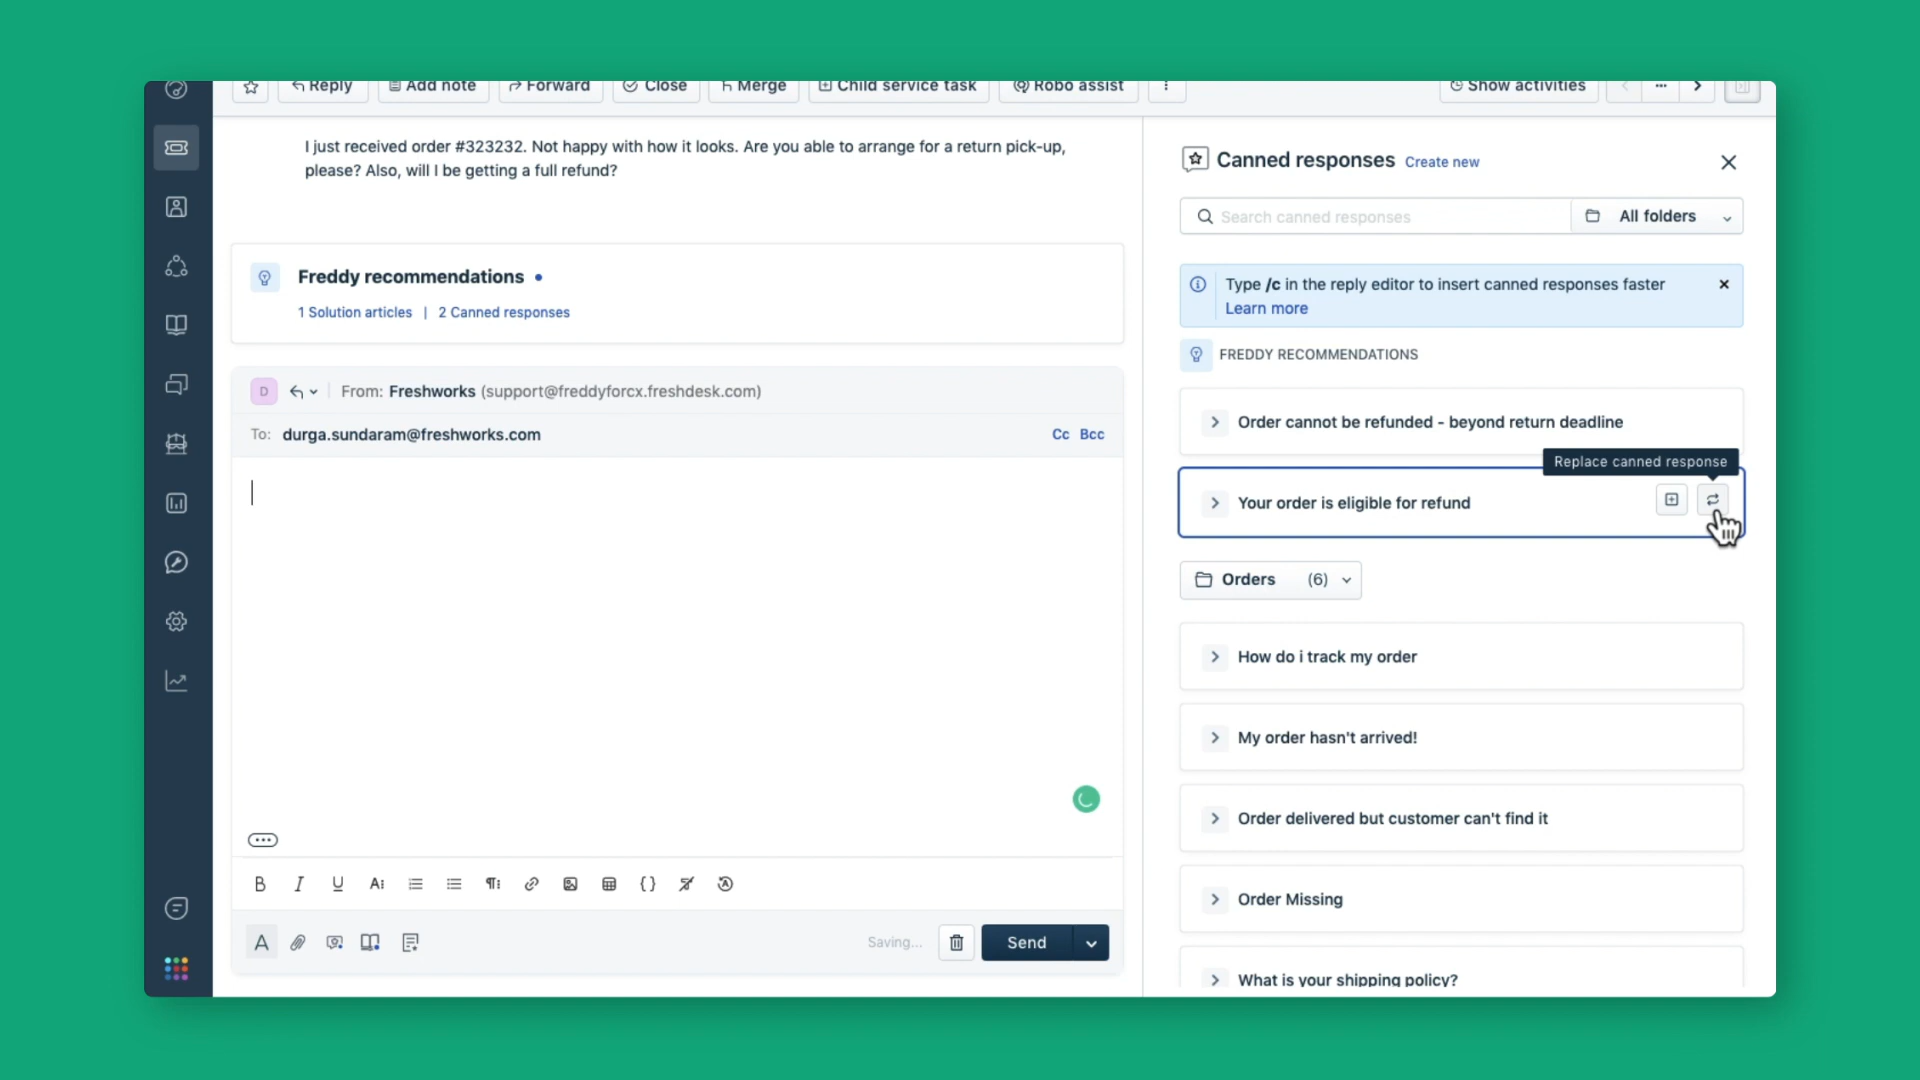 Reply
Add note
Forward
Close
Merge
Child service task
Robo assist
Show activities
I just received order #323232. Not happy with how it looks. Are you able to arrange for a return pick-up,
please? Also, will I be getting a full refund?
Freddy recommendations
1 Solution articles | 2 Canned responses
D
From: Freshworks (support@freddyforcx.freshdesk.com)
To: durga.sundaram@freshworks.com
Cc Bcc
Saving...
Send
Canned responses Create new
Search canned responses
All folders
Type /c in the reply editor to insert canned responses faster
Learn more
FREDDY RECOMMENDATIONS
Order cannot be refunded - beyond return deadline
Replace canned response
Your order is eligible for refund
Orders (6)
How do i track my order
My order hasn't arrived!
Order delivered but customer can't find it
Order Missing
What is your shipping policy?